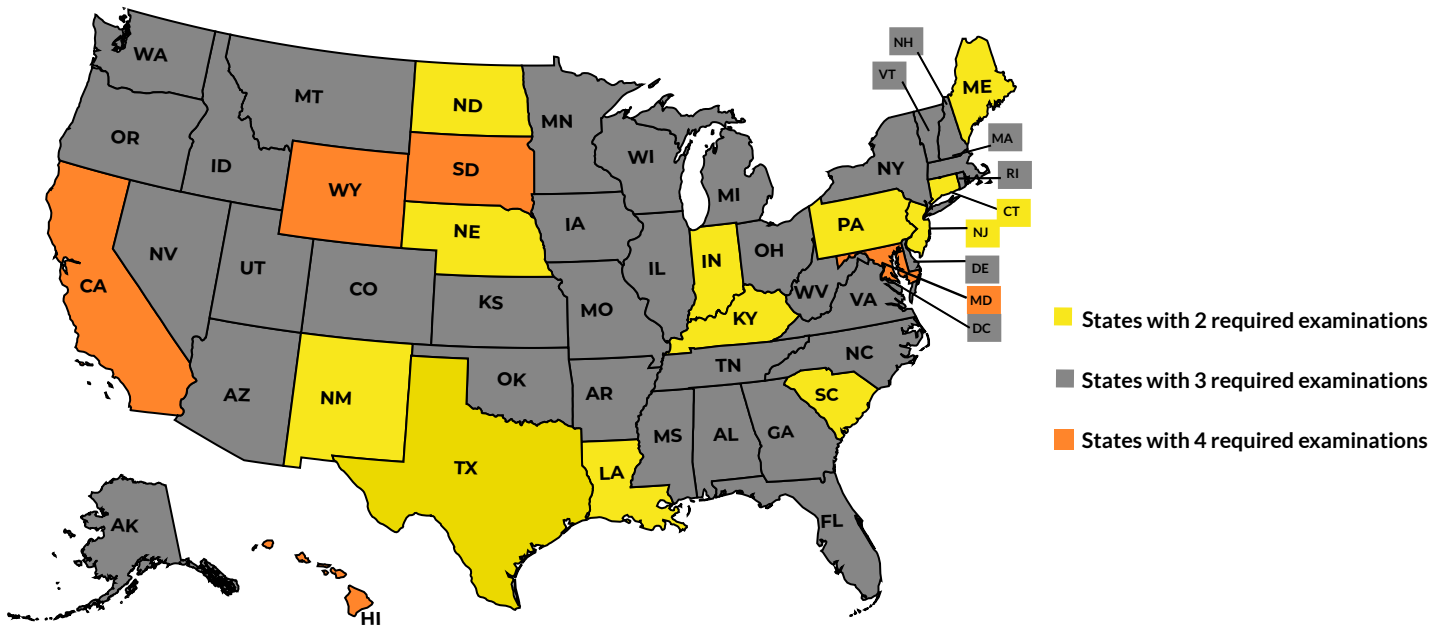 WA
OR
ID
MT
ND
SD
WY
NE
CA
NV
UT
CO
KS
AZ
NM
OK
TX
MN
IA
MO
AR
LA
WI
IL
MI
IN
OH
KY
TN
MS
AL
GA
FL
SC
NC
VA
WV
PA
NY
VT
NH
ME
MA
RI
CT
NJ
DE
MD
DC
AK
HI
States with 2 required examinations
States with 3 required examinations
States with 4 required examinations